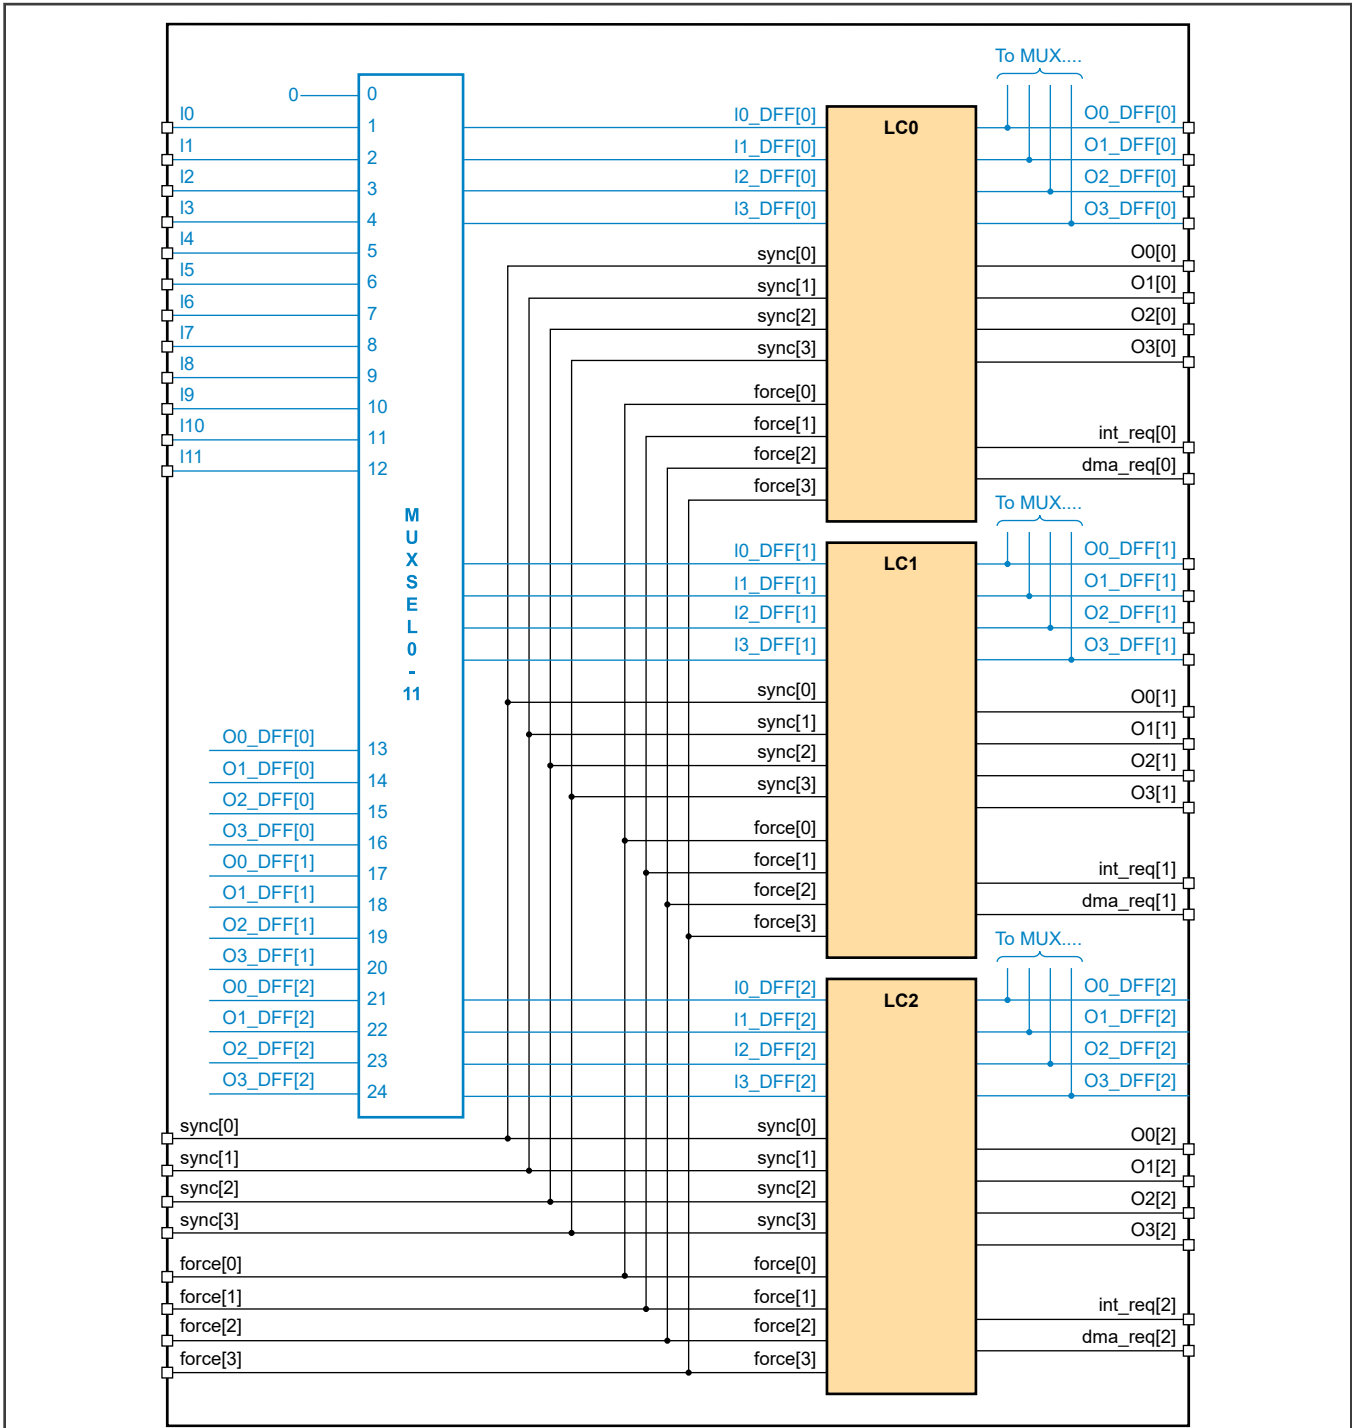 To MUX....
0 0
I0 1 I0_DFF[0] LC0 O0_DFF[0]
I1 2 I1_DFF[0] O1_DFF[0]
I2 3 I2_DFF[0] O2_DFF[0]
I3 4 I3_DFF[0] O3_DFF[0]
I4 5 sync[0] O0[0]
I5 6 sync[1] O1[0]
I6 7 sync[2] O2[0]
I7 8 sync[3] O3[0]
I8 9
I9 10 force[0]
I10 11 force[1] int_req[0]
I11 12 force[2] dma_req[0]
force[3]
To MUX....
M
U
X
S
E
L
0
-
11
I0_DFF[1] LC1 O0_DFF[1]
I1_DFF[1] O1_DFF[1]
I2_DFF[1] O2_DFF[1]
I3_DFF[1] O3_DFF[1]
sync[0] O0[1]
sync[1] O1[1]
sync[2] O2[1]
sync[3] O3[1]
O0_DFF[0] 13
O1_DFF[0] 14
O2_DFF[0] 15
O3_DFF[0] 16
O0_DFF[1] 17
O1_DFF[1] 18
O2_DFF[1] 19
O3_DFF[1] 20
O0_DFF[2] 21
O1_DFF[2] 22
O2_DFF[2] 23
O3_DFF[2] 24
force[0]
force[1] int_req[1]
force[2] dma_req[1]
force[3]
To MUX....
I0_DFF[2] LC2 O0_DFF[2]
I1_DFF[2] O1_DFF[2]
I2_DFF[2] O2_DFF[2]
I3_DFF[2] O3_DFF[2]
sync[0] sync[0] O0[2]
sync[1] sync[1] O1[2]
sync[2] sync[2] O2[2]
sync[3] sync[3] O3[2]
force[0] force[0]
force[1] force[1] int_req[2]
force[2] force[2] dma_req[2]
force[3] force[3]